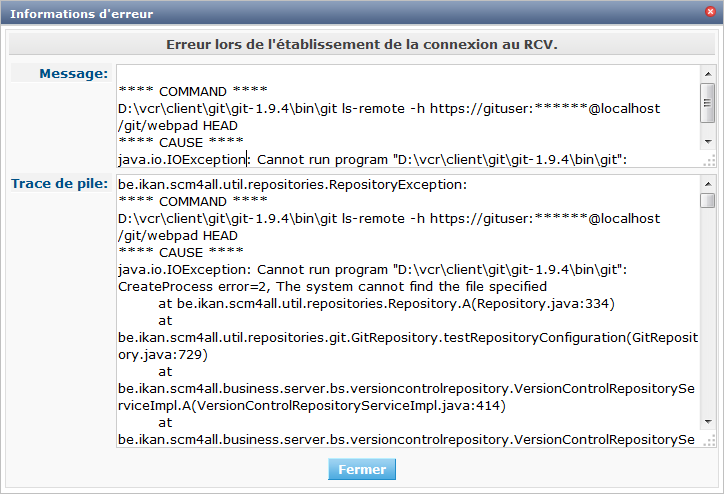 Informations d'erreur
Erreur lors de l'établissement de la connexion au RCV.
Message:
**** COMMAND ****
D:\vcr\client\git\git-1.9.4\bin\git ls-remote -h https://gituser:******@localhost
/git/webpad HEAD
**** CAUSE ****
java.io.IOException: Cannot run program "D:\vcr\client\git\git-1.9.4\bin\git":
Trace de pile:
be.ikan.scm4all.util.repositories.RepositoryException:
**** COMMAND ****
D:\vcr\client\git\git-1.9.4\bin\git ls-remote -h https://gituser:******@localhost
/git/webpad HEAD
**** CAUSE ****
java.io.IOException: Cannot run program "D:\vcr\client\git\git-1.9.4\bin\git":
CreateProcess error=2, The system cannot find the file specified
at be.ikan.scm4all.util.repositories.Repository.A(Repository.java:334)
at
be.ikan.scm4all.util.repositories.git.GitRepository.testRepositoryConfiguration(GitReposit
ory.java:729)
at
be.ikan.scm4all.business.server.bs.versioncontrolrepository.VersionControlRepositorySe
rviceImpl.A(VersionControlRepositoryServiceImpl.java:414)
at
be.ikan.scm4all.business.server.bs.versioncontrolrepository.VersionControlRepositorySe
Fermer